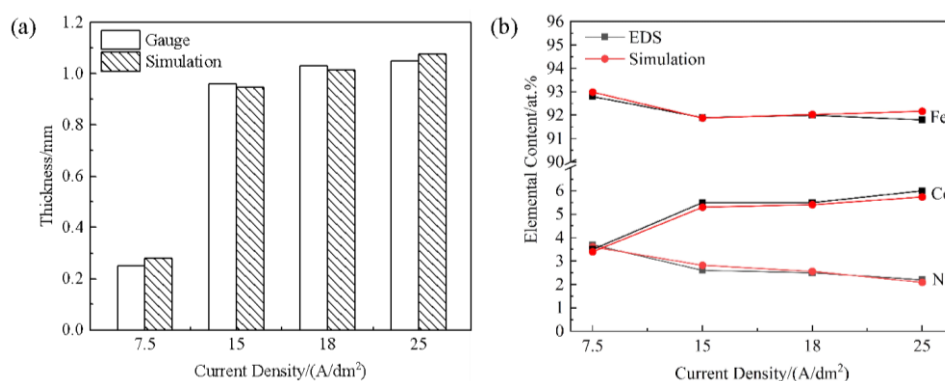 (a)
Gauge
Simulation
1.2
1.0
0.8
0.6
0.4
0.2
0.0
Thickness/mm
7.5 15 18 25
Current Density/(A/dm²)
(b)
EDS
Simulation
96
95
94
93
92
91
90
6
5
4
3
2
1
0
Elemental Content/at.%
Fe
Co
N
7.5 15 18 25
Current Density/(A/dm²)